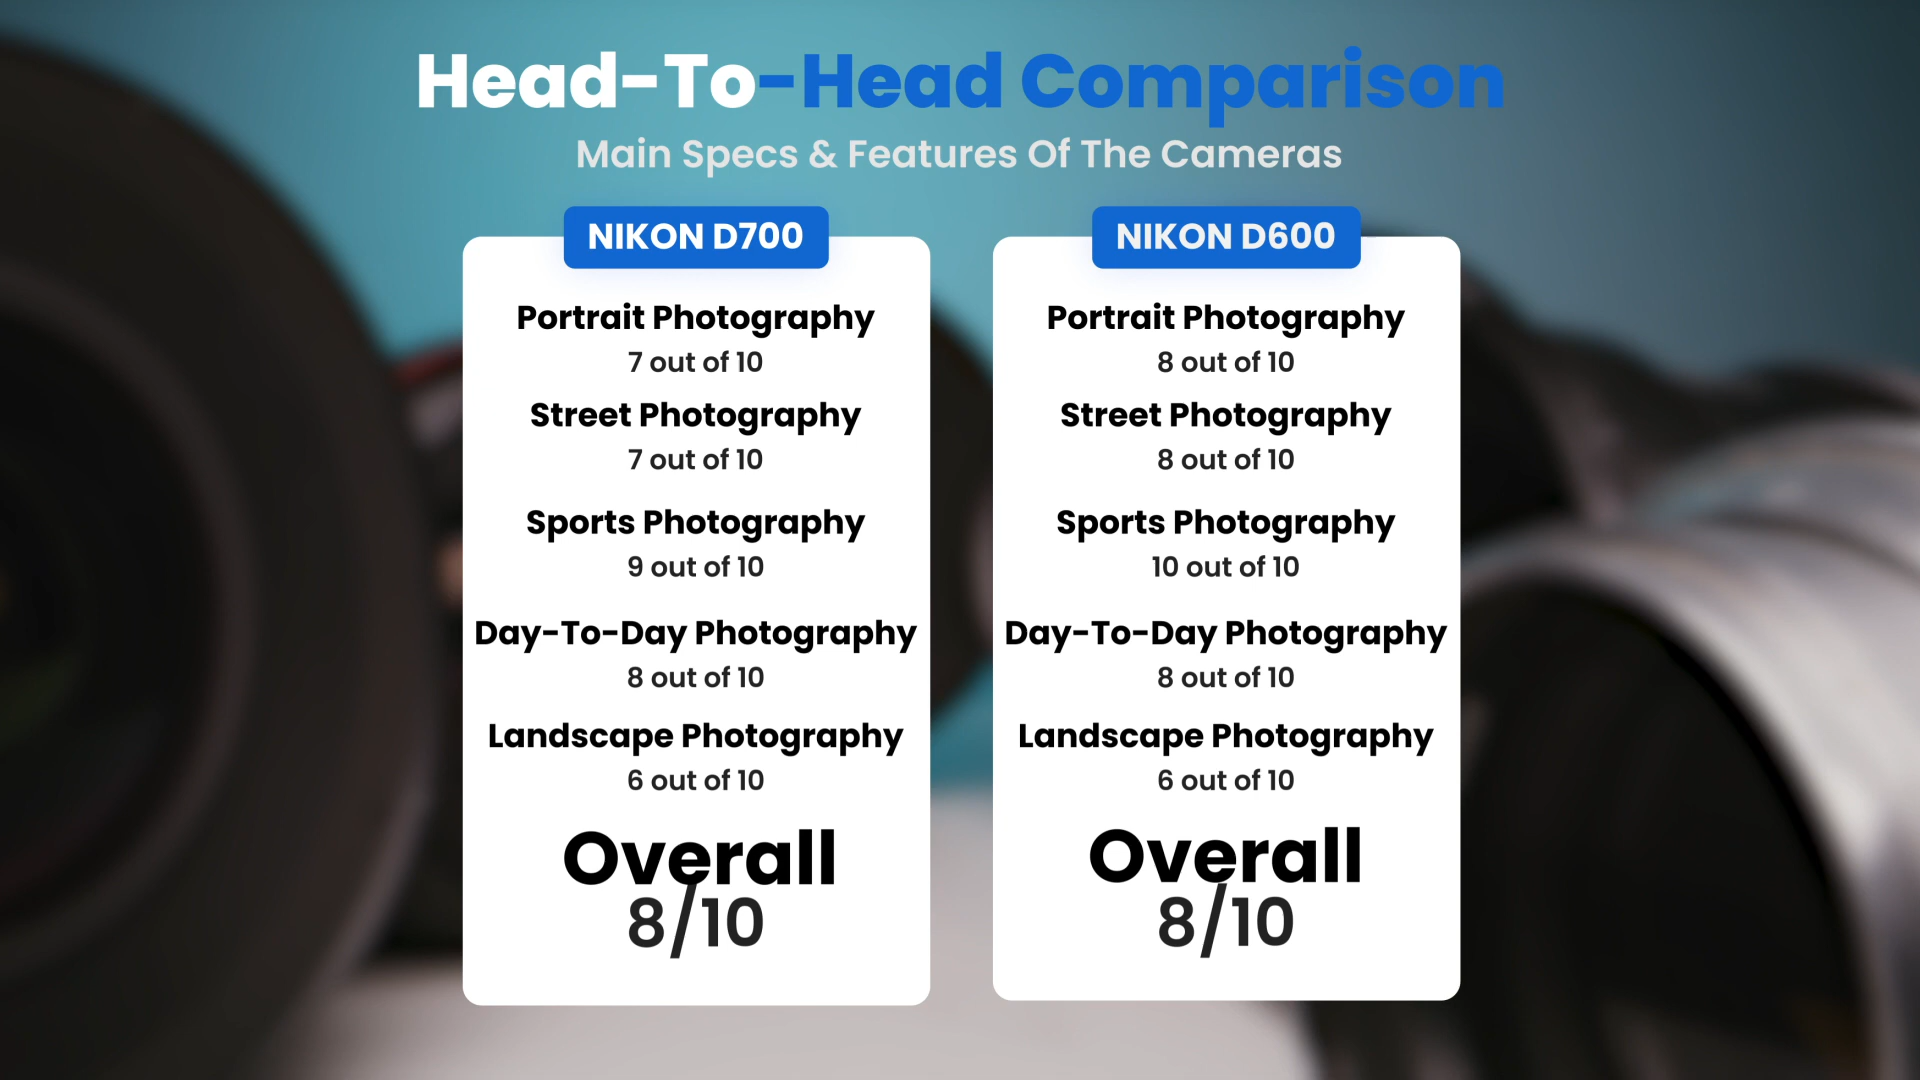 Head-To-Head Comparison
Main Specs & Features Of The Cameras
NIKON D700
Portrait Photography
7 out of 10
Street Photography
7 out of 10
Sports Photography
9 out of 10
Day-To-Day Photography
8 out of 10
Landscape Photography
6 out of 10
Overall
8/10
NIKON D600
Portrait Photography
8 out of 10
Street Photography
8 out of 10
Sports Photography
10 out of 10
Day-To-Day Photography
8 out of 10
Landscape Photography
6 out of 10
Overall
8/10